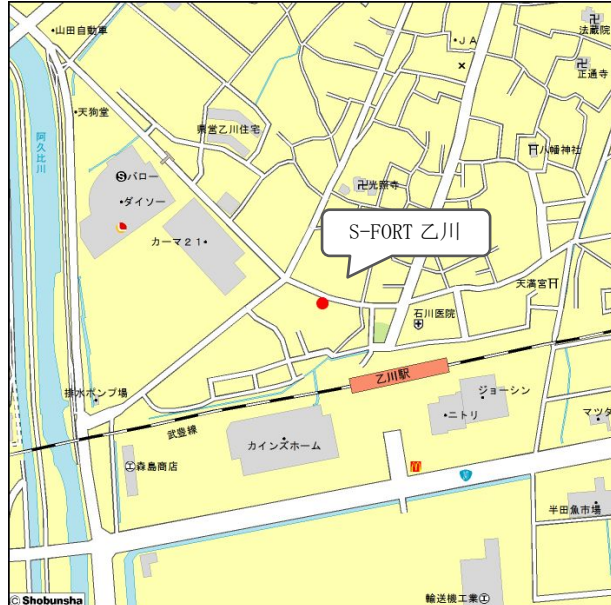 山田自動車
JA
法蔵院
正通寺
天狗堂
阿久比川
県営乙川住宅
八幡神社
Sバロー
ダイソー
光照寺
カーマ21
S-FORT 乙川
天満宮
石川医院
乙川駅
排水ポンプ場
ジョーシン
ニトリ
マツダ
武豊線
カインズホーム
森島商店
半田魚市場
輸送機工業
© Shobunsha